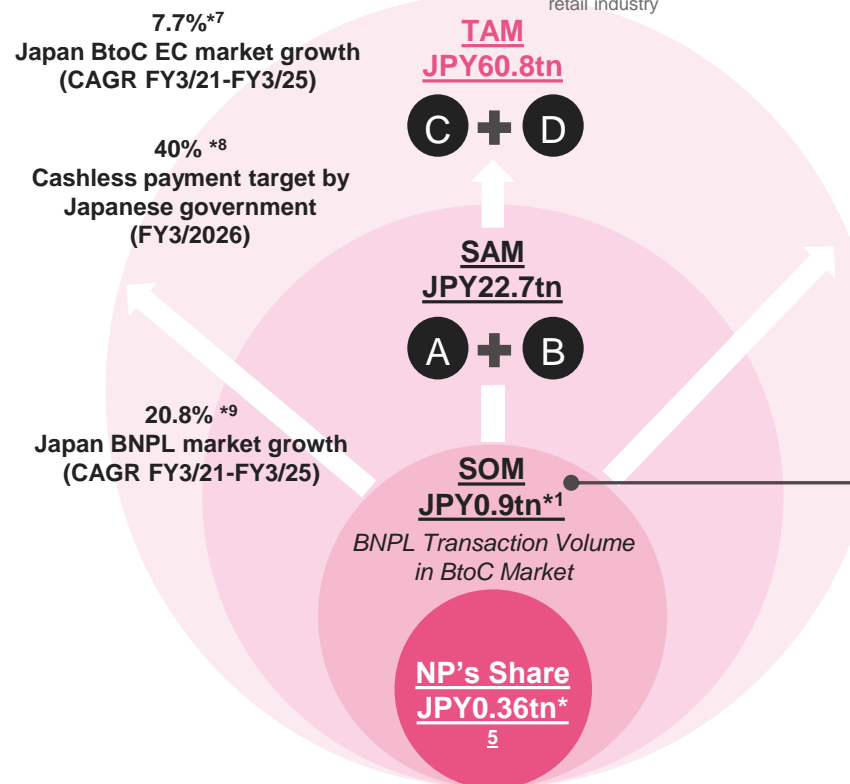 retail industry
7.7%*7
Japan BtoC EC market growth
(CAGR FY3/21-FY3/25)
TAM
JPY60.8tn
C + D
40% *8
Cashless payment target by
Japanese government
(FY3/2026)
SAM
JPY22.7tn
A + B
20.8% *9
Japan BNPL market growth
(CAGR FY3/21-FY3/25)
SOM
JPY0.9tn*1
BNPL Transaction Volume
in BtoC Market
NP's Share
JPY0.36tn*
5